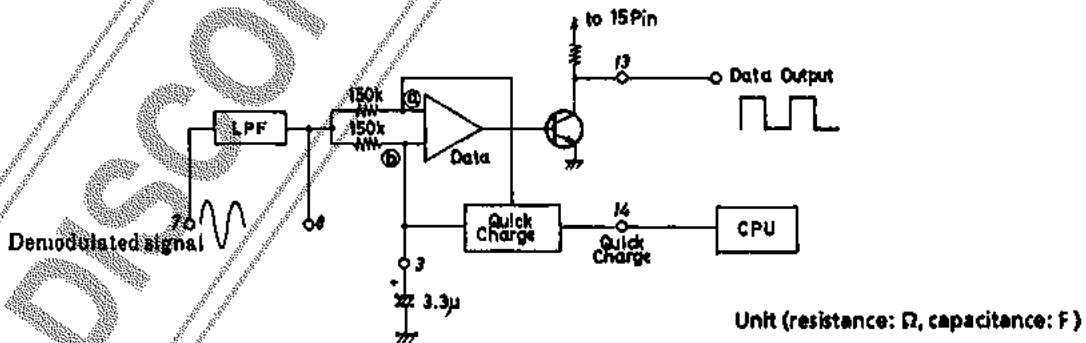 to 15Pin
13
Data Output
150k
ⓐ
LPF
150k
ⓑ
Data
7
Demodulated signal
Quick
Charge
14
Quick
Charge
CPU
3
3.3μ
Unit (resistance: Ω, capacitance: F)
DISCON